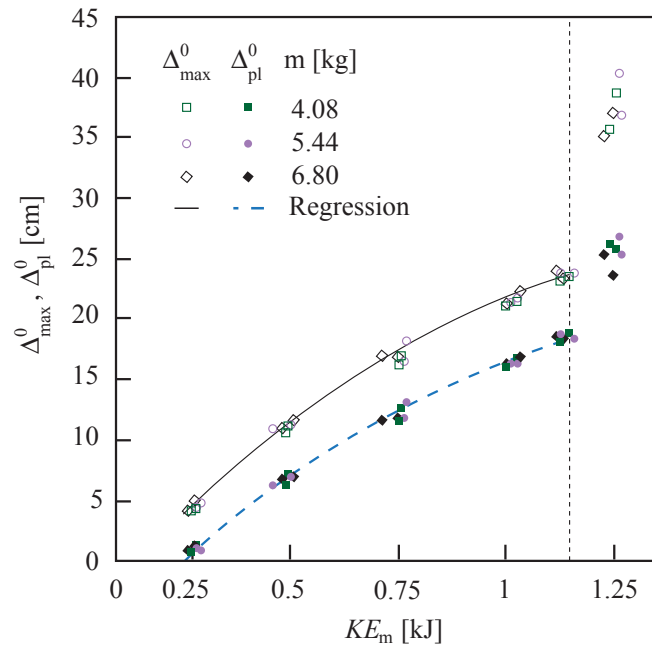 Δ⁰max Δ⁰pl m [kg]
4.08
5.44
6.80
Regression
Δ⁰max , Δ⁰pl [cm]
45
40
35
30
25
20
15
10
5
0
0 0.25 0.5 0.75 1 1.25
KEm [kJ]